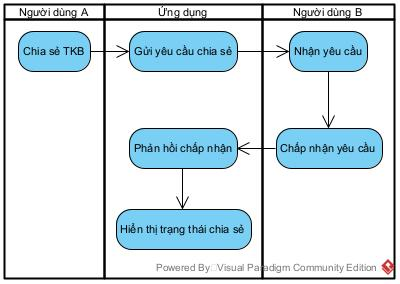 Người dùng A
Ứng dụng
Người dùng B
Chia sẻ TKB
Gửi yêu cầu chia sẻ
Nhận yêu cầu
Phản hồi chấp nhận
Chấp nhận yêu cầu
Hiển thị trạng thái chia sẻ
Powered By Visual Paradigm Community Edition